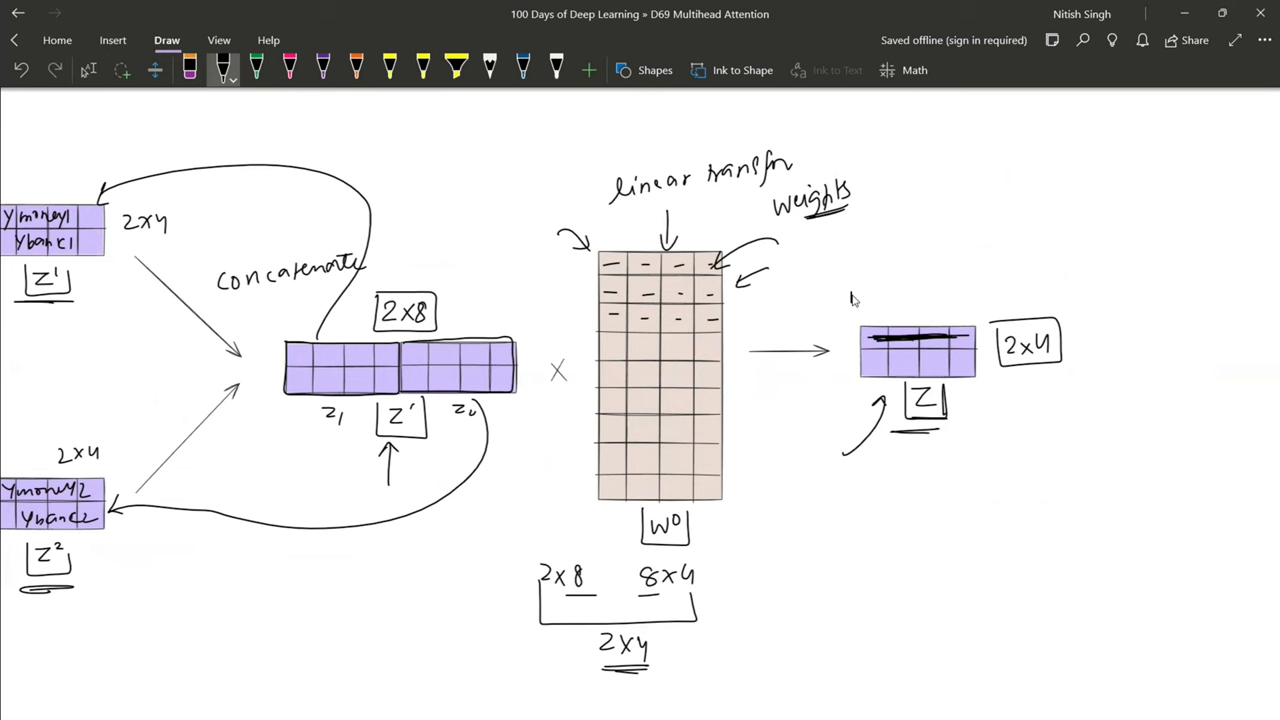 100 Days of Deep Learning » D69 Multihead Attention
Nitish Singh
Home Insert Draw View Help
Saved offline (sign in required)
Share
Shapes
Ink to Shape
Ink to Text
Math
linear transfor
weights
Ymoney1
Ybank1
2x4
Z¹
concatenate
2x8
X
2x4
z1
Z'
z2
Z
2x4
Ymoney2
Ybank2
Z²
W⁰
2x8 8x4
2x4